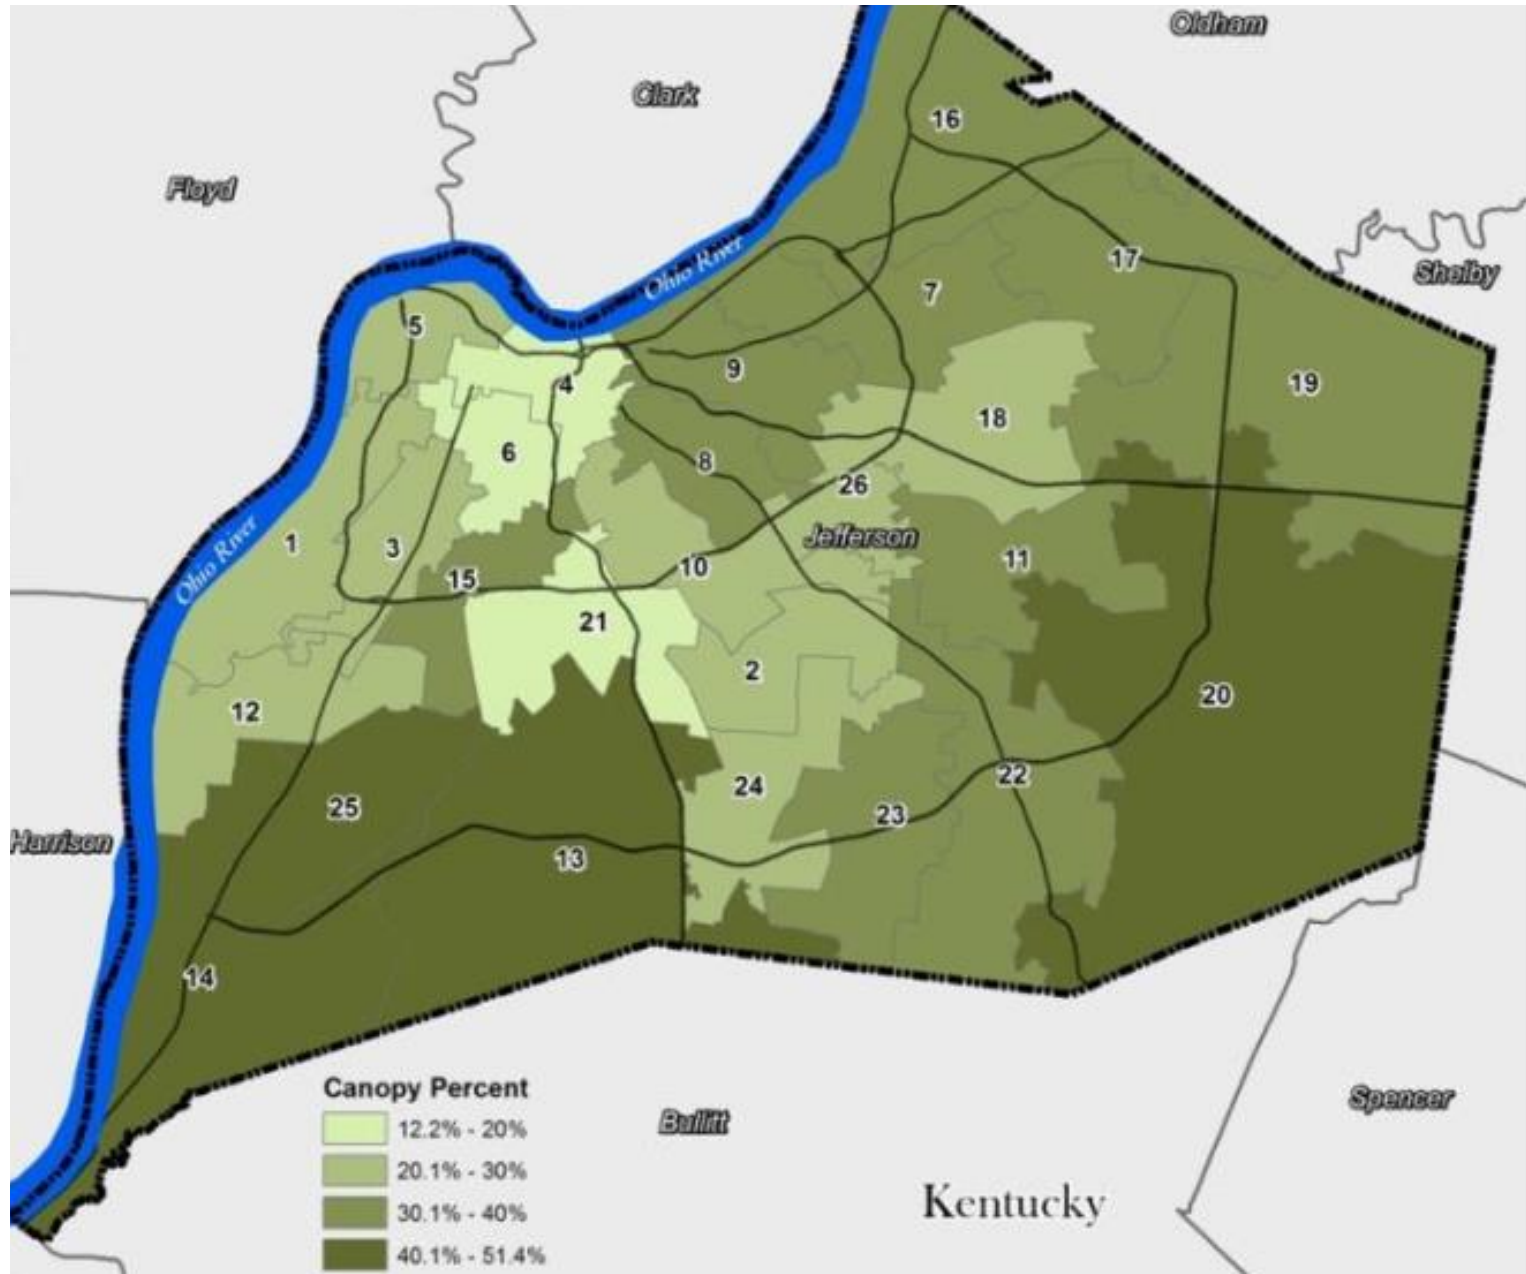 Oldham
Clark
16
Floyd
Ohio River
17
Shelby
7
5
9
4
19
18
6
8
26
Jefferson
Ohio River
1
3
11
10
15
21
2
20
12
22
24
25
23
Harrison
13
14
Canopy Percent
12.2% - 20%
20.1% - 30%
30.1% - 40%
40.1% - 51.4%
Bullitt
Spencer
Kentucky